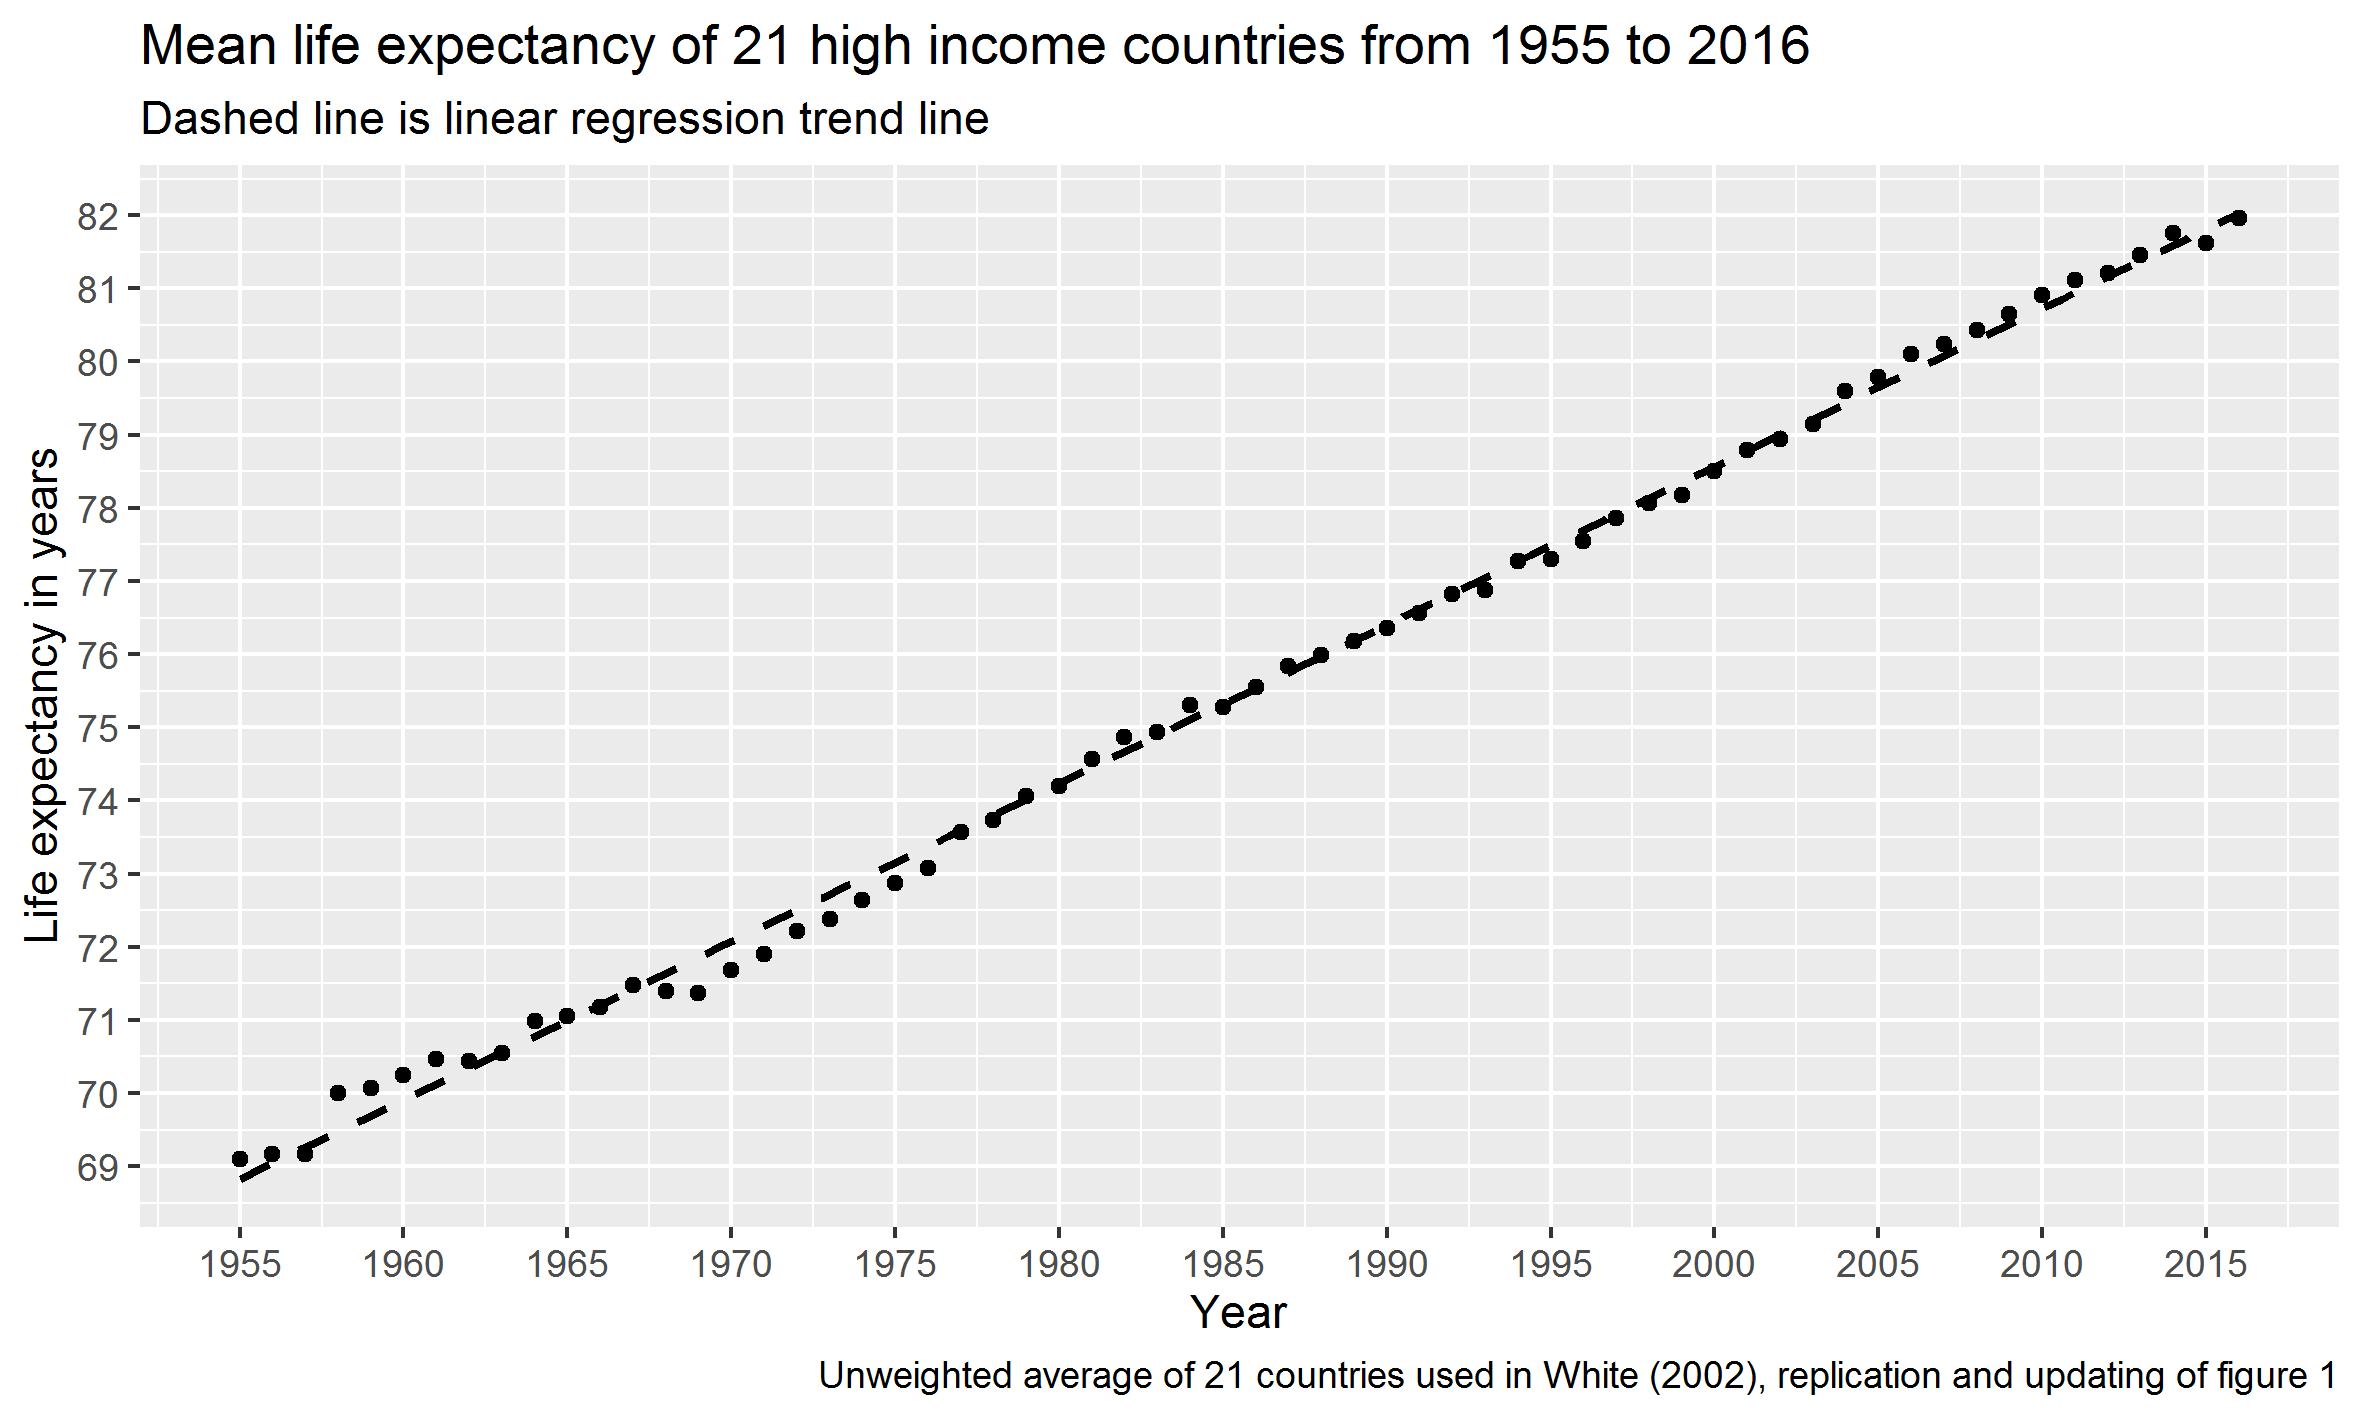 Mean life expectancy of 21 high income countries from 1955 to 2016
Dashed line is linear regression trend line
Life expectancy in years
82
81
80
79
78
77
76
75
74
73
72
71
70
69
1955 1960 1965 1970 1975 1980 1985 1990 1995 2000 2005 2010 2015
Year
Unweighted average of 21 countries used in White (2002), replication and updating of figure 1